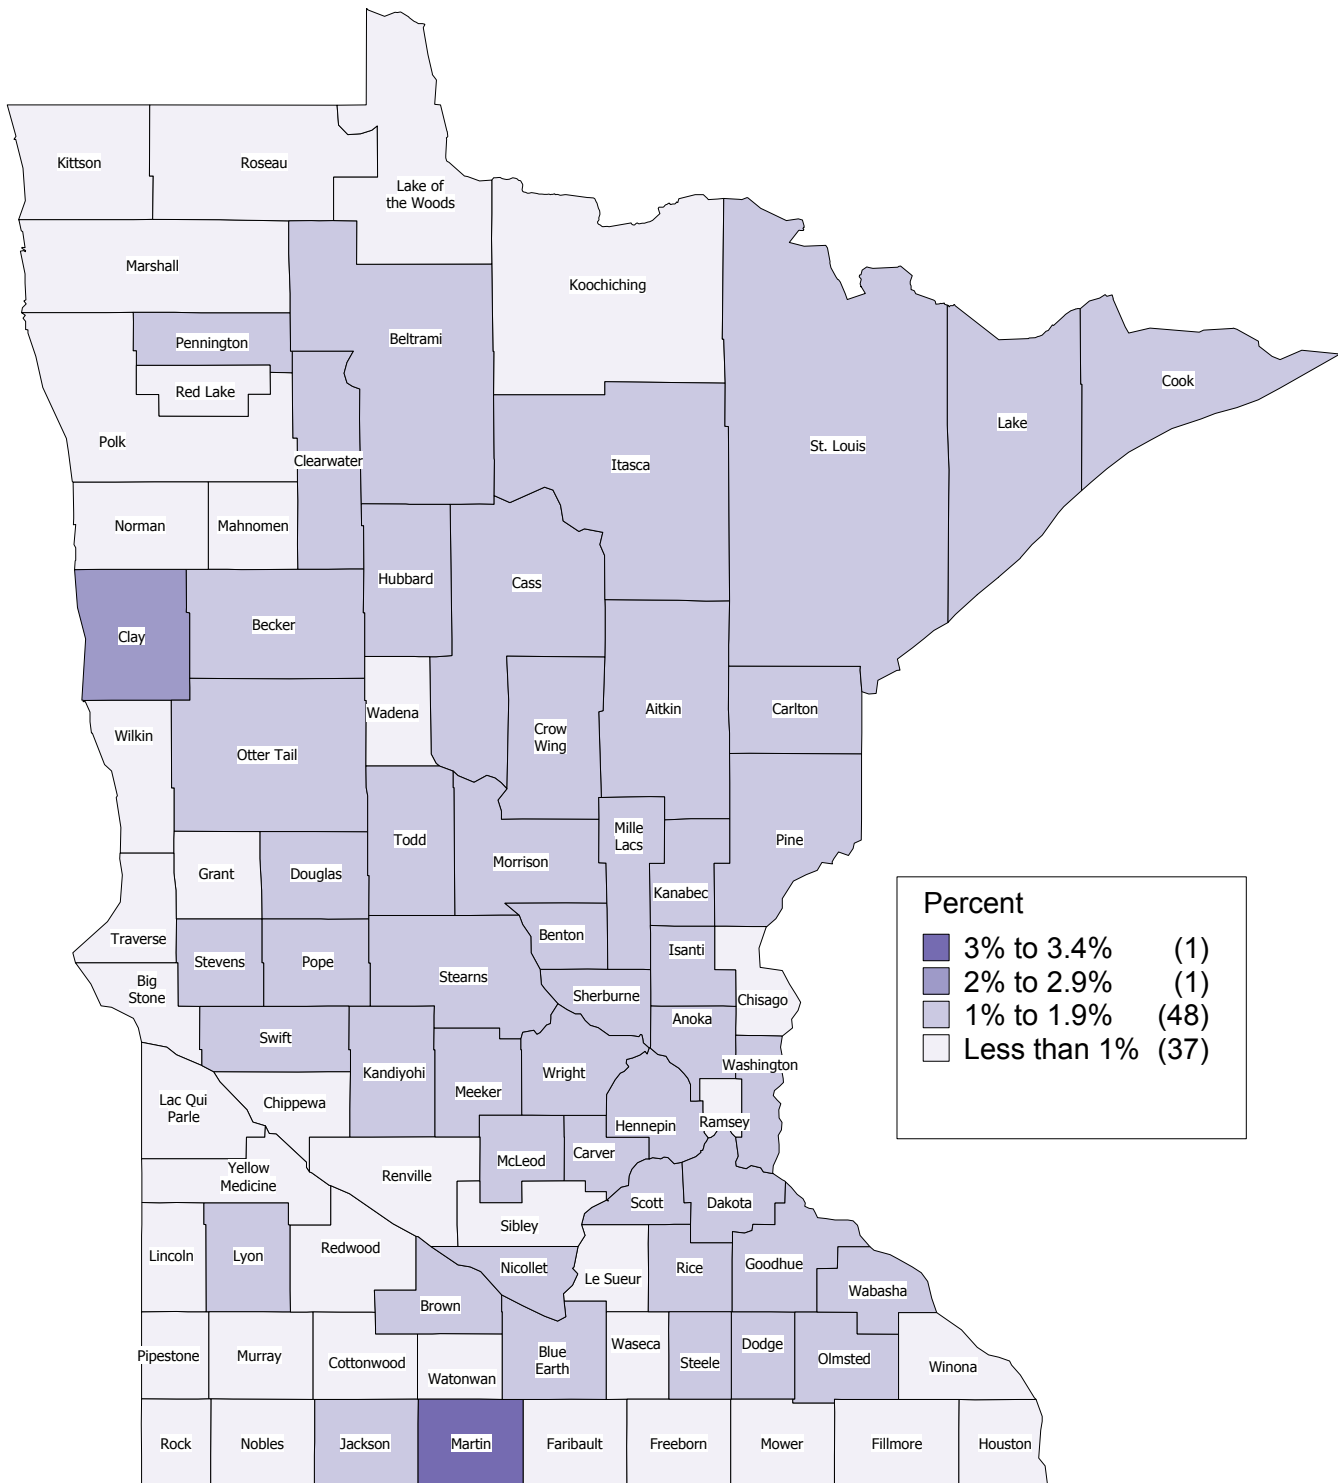 Kittson
Roseau
Lake of
the Woods
Marshall
Koochiching
Pennington
Beltrami
Red Lake
Cook
Lake
Polk
St. Louis
Clearwater
Itasca
Norman
Mahnomen
Hubbard
Cass
Clay
Becker
Wadena
Aitkin
Carlton
Wilkin
Crow
Wing
Otter Tail
Mille
Lacs
Todd
Pine
Morrison
Grant
Douglas
Kanabec
Traverse
Benton
Isanti
Stevens
Pope
Stearns
Big
Stone
Sherburne
Chisago
Anoka
Swift
Washington
Kandiyohi
Wright
Meeker
Lac Qui
Parle
Chippewa
Ramsey
Hennepin
Carver
McLeod
Yellow
Medicine
Renville
Scott
Dakota
Sibley
Lincoln
Lyon
Redwood
Nicollet
Le Sueur
Rice
Goodhue
Wabasha
Brown
Pipestone
Murray
Cottonwood
Watonwan
Blue
Earth
Waseca
Steele
Dodge
Olmsted
Winona
Rock
Nobles
Jackson
Martin
Faribault
Freeborn
Mower
Fillmore
Houston
Percent
3% to 3.4% (1)
2% to 2.9% (1)
1% to 1.9% (48)
Less than 1% (37)